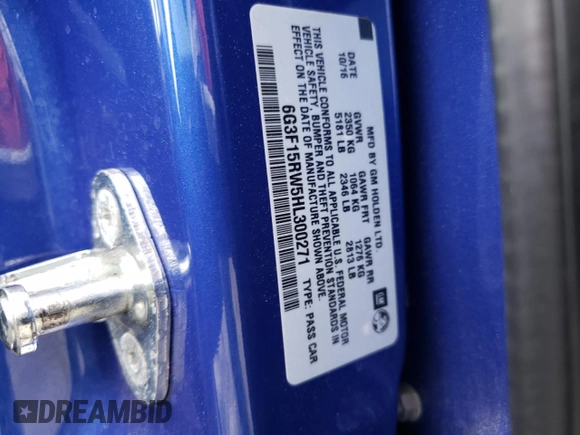 MFD BY GM HOLDEN LTD
DATE GVWR GAWR FRT GAWR RR
10/16 2350 KG 1064 KG 1276 KG
5181 LB 2346 LB 2813 LB
THIS VEHICLE CONFORMS TO ALL APPLICABLE U.S. FEDERAL MOTOR
VEHICLE SAFETY, BUMPER AND THEFT PREVENTION STANDARDS IN
EFFECT ON THE DATE OF MANUFACTURE SHOWN ABOVE.
6G3F15RW5HL300271 TYPE: PASS CAR
GM
DREAMBID